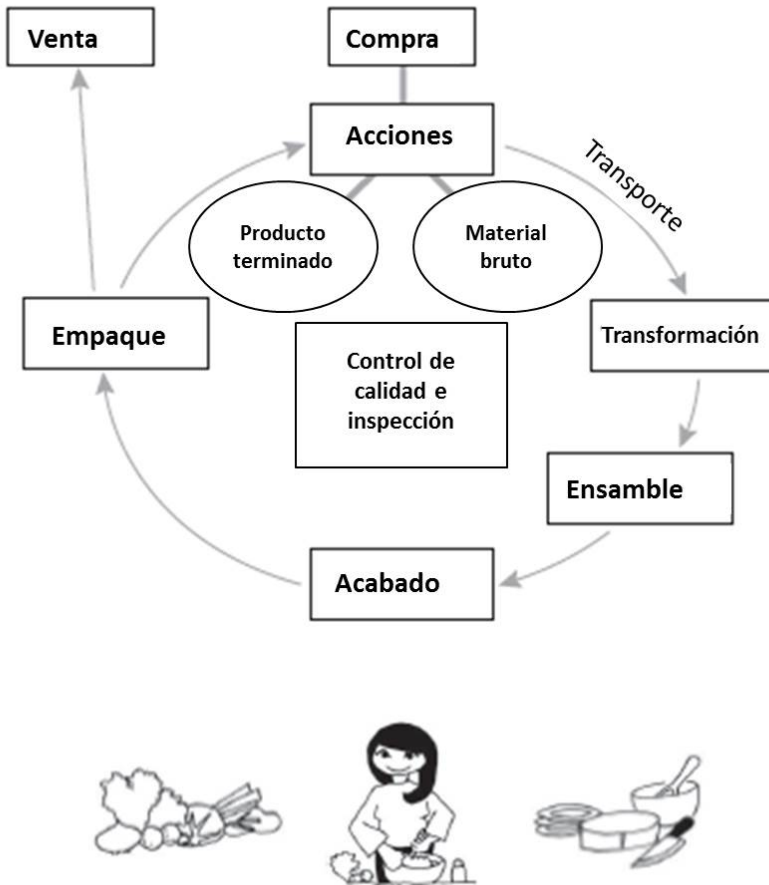 Venta
Compra
Acciones
Transporte
Producto
terminado
Material
bruto
Empaque
Transformación
Control de
calidad e
inspección
Ensamble
Acabado